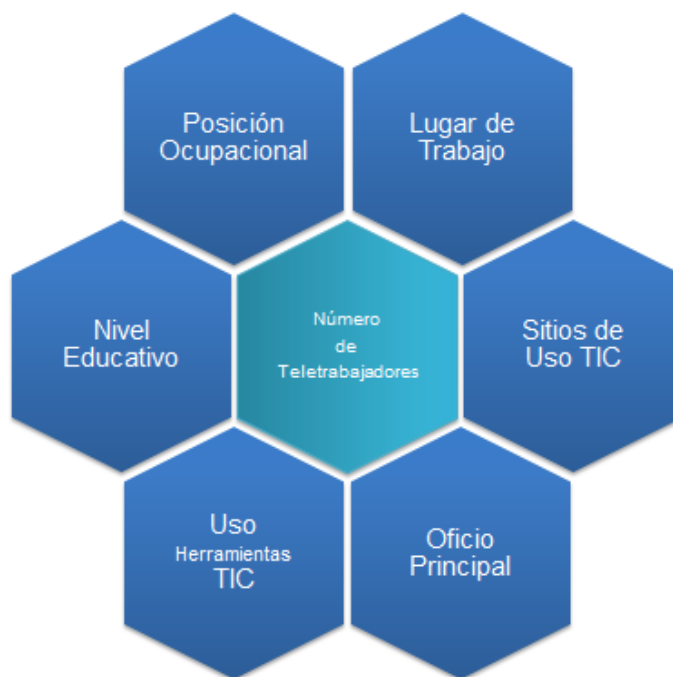 Posición
Ocupacional
Lugar de
Trabajo
Nivel
Educativo
Número
de
Teletrabajadores
Sitios de
Uso TIC
Uso
Herramientas
TIC
Oficio
Principal